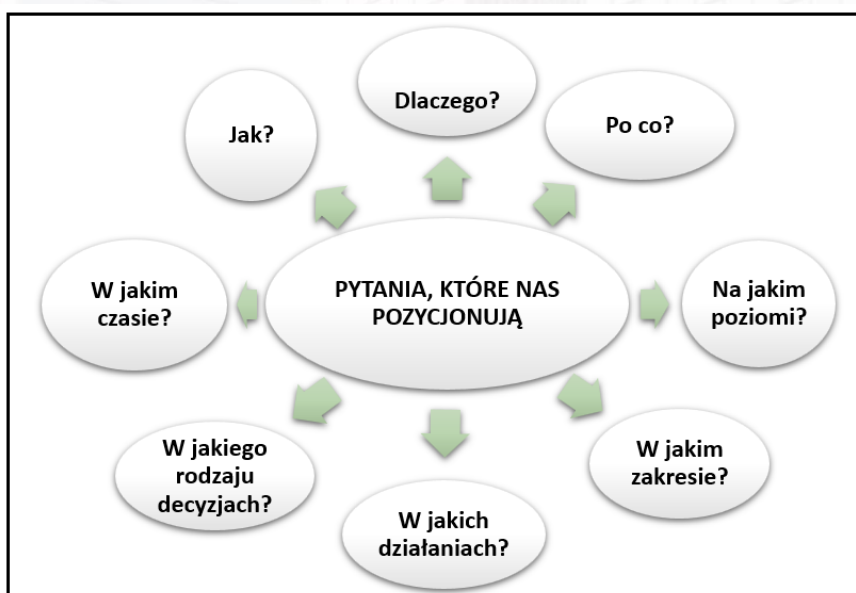 Dlaczego?
Po co?
Jak?
W jakim
czasie?
PYTANIA, KTÓRE NAS
POZYCJONUJĄ
Na jakim
poziomi?
W jakiego
rodzaju
decyzjach?
W jakim
zakresie?
W jakich
działaniach?